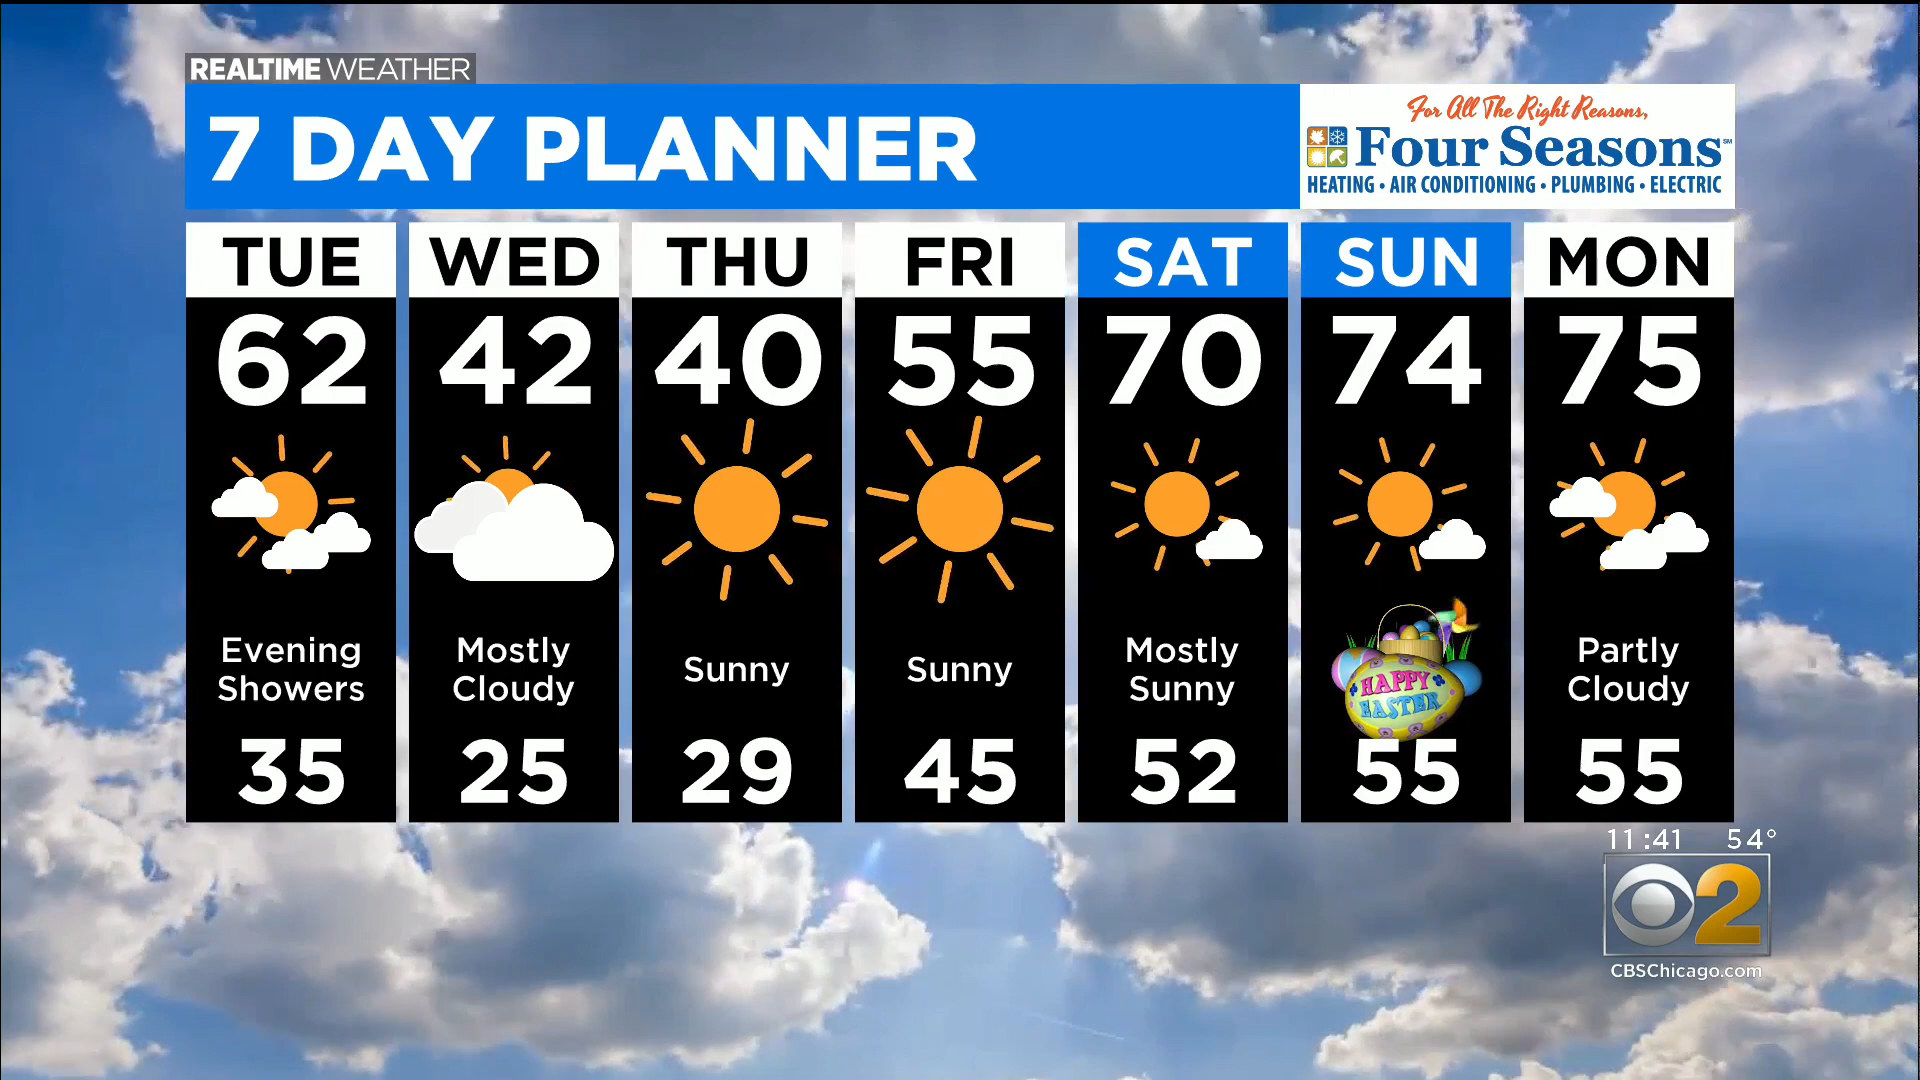 REALTIME WEATHER
7 DAY PLANNER
For All The Right Reasons,
Four Seasons℠
HEATING • AIR CONDITIONING • PLUMBING • ELECTRIC
TUE WED THU FRI SAT SUN MON
62 42 40 55 70 74 75
Evening
Showers
Mostly
Cloudy
Sunny
Sunny
Mostly
Sunny
HAPPY
EASTER
Partly
Cloudy
35 25 29 45 52 55 55
11:41 54°
2
CBSChicago.com